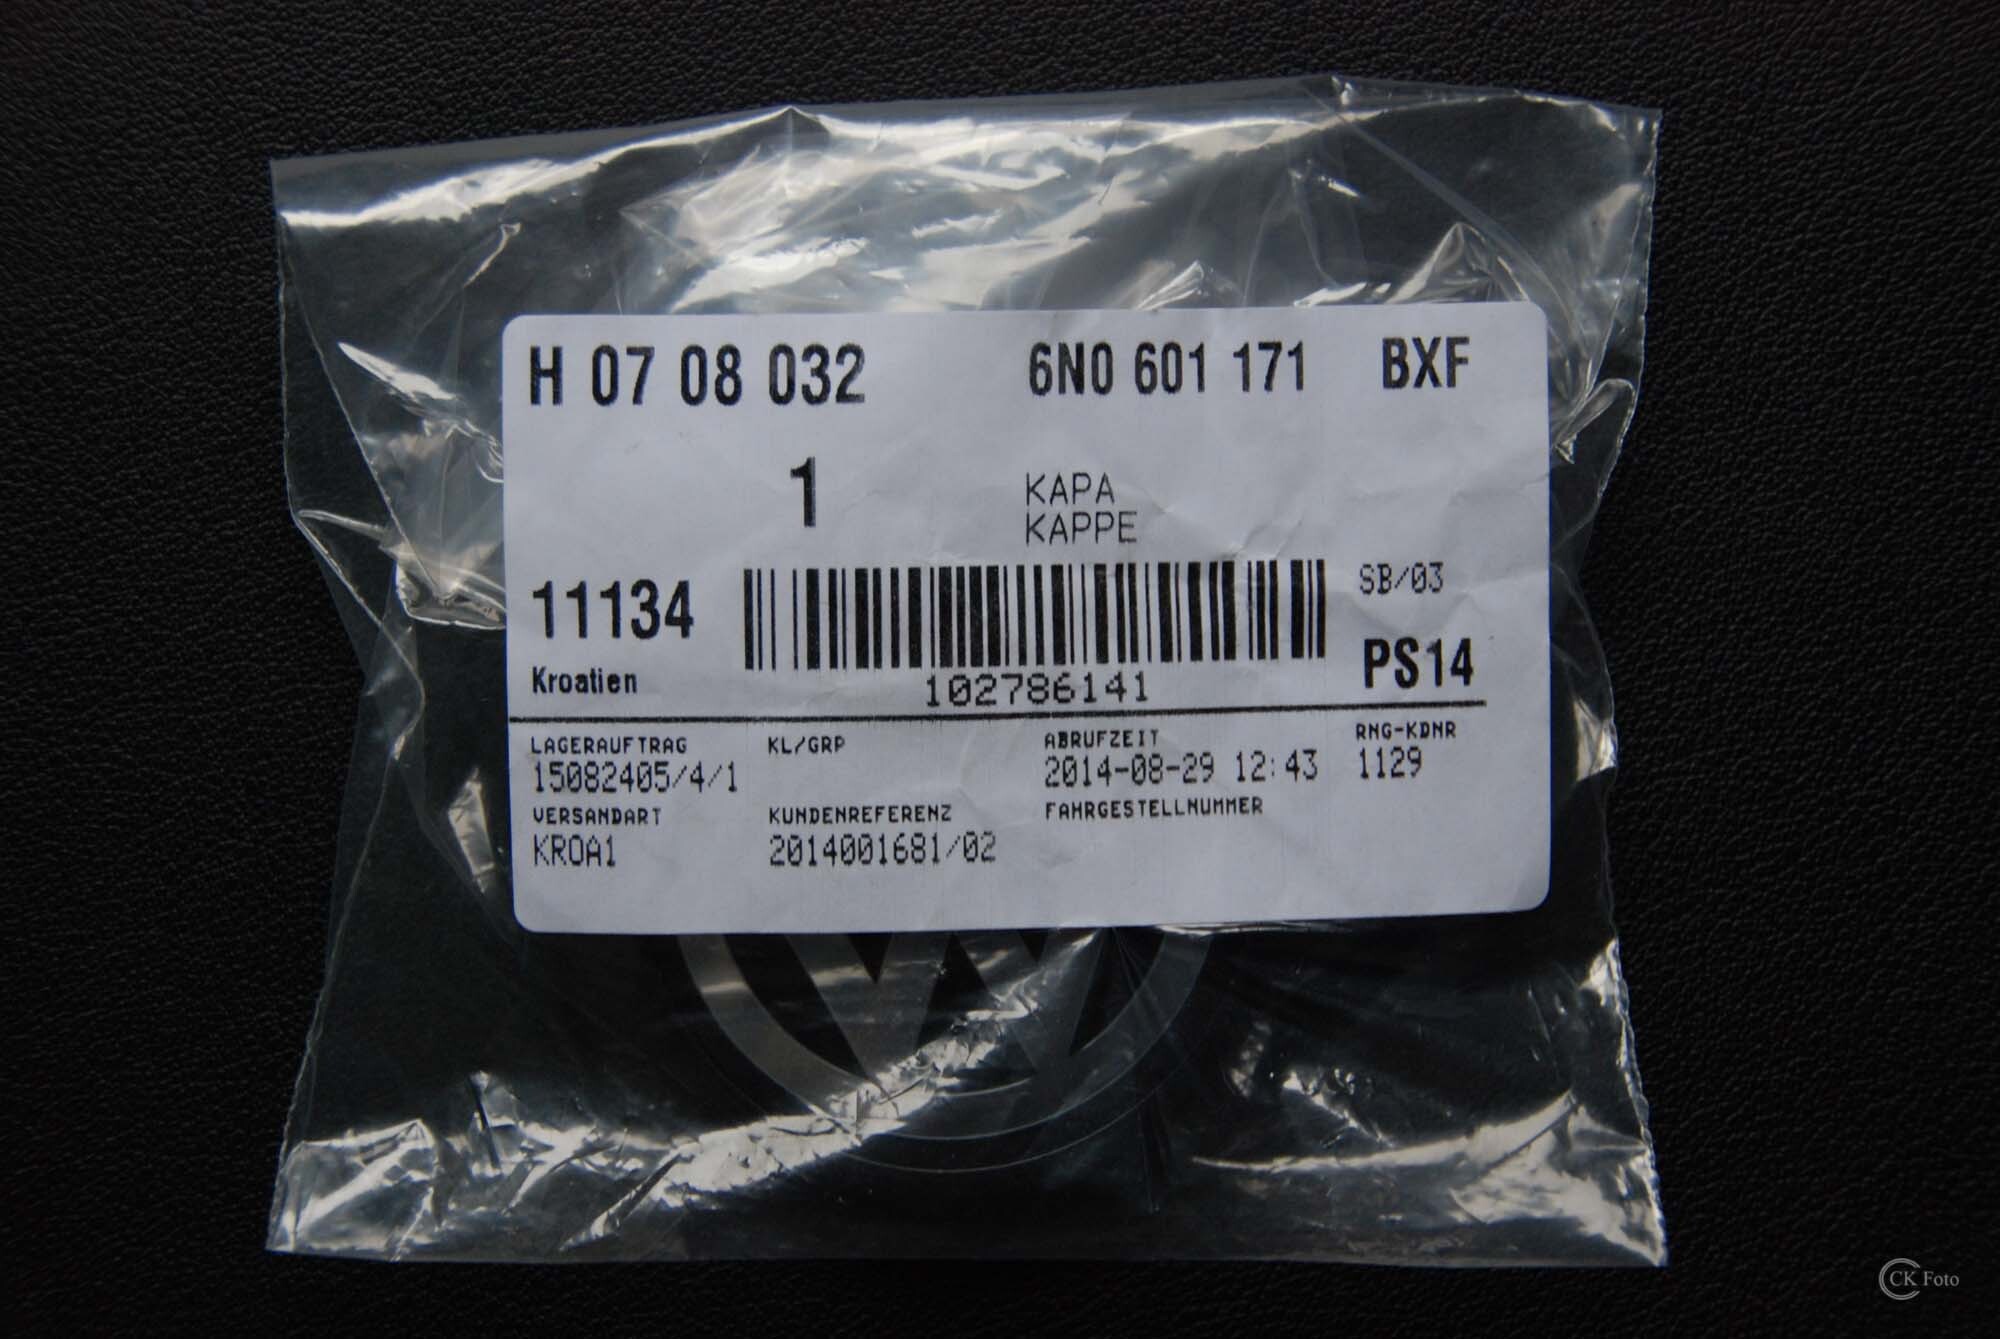 H 07 08 032 6N0 601 171 BXF
1
KAPA
KAPPE
11134
SB/03
PS14
Kroatien
102786141
LAGERAUFTRAG KL/GRP ABRUFZEIT RNG-KDNR
15082405/4/1 2014-08-29 12:43 1129
VERSANDART KUNDENREFERENZ FAHRGESTELLNUMMER
KROA1 2014001681/02
CK Foto